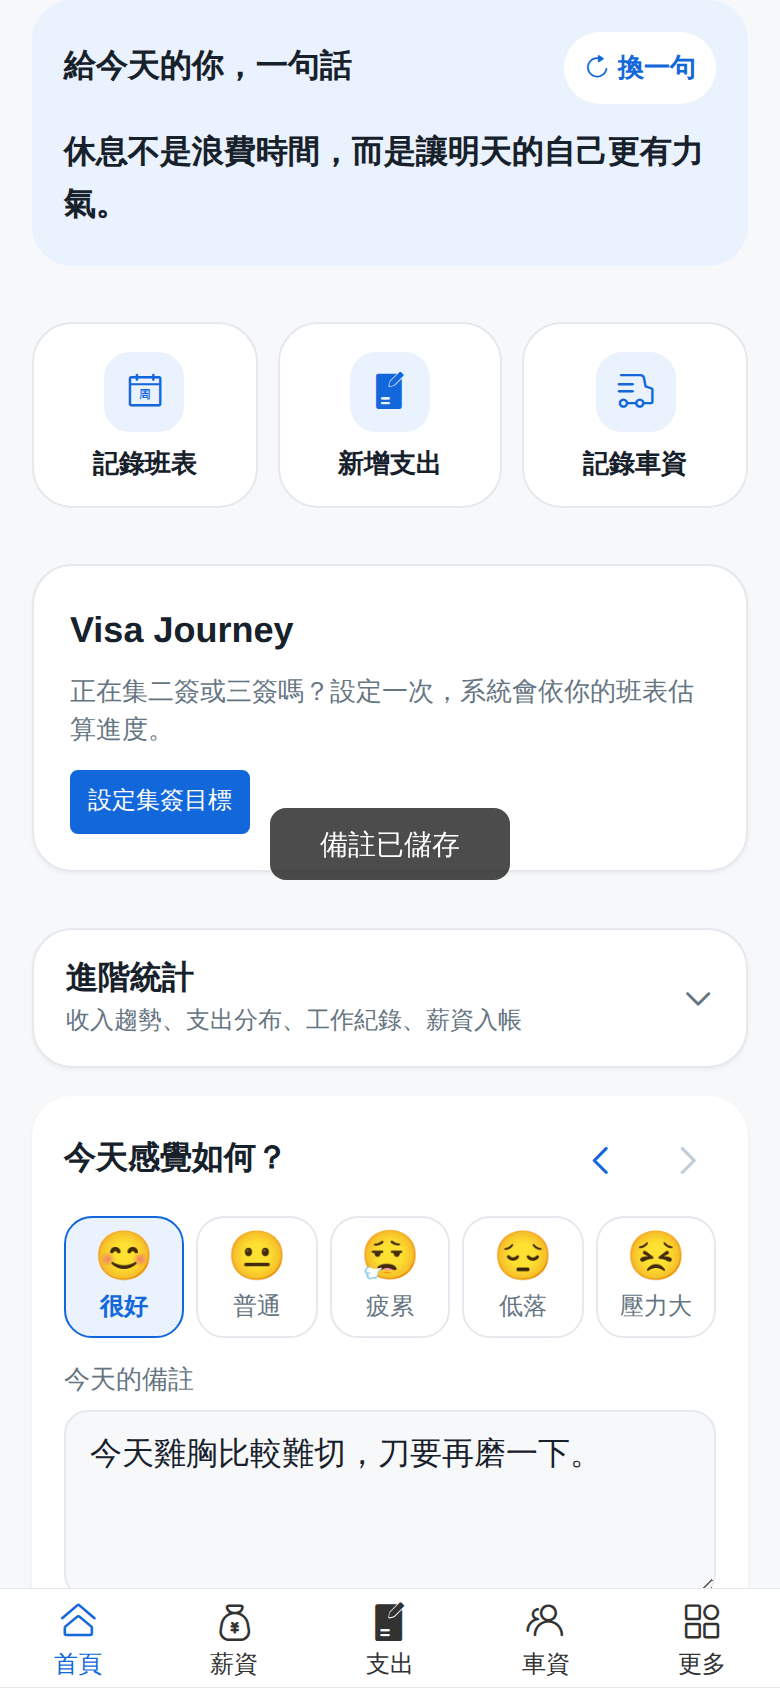 給今天的你，一句話
換一句
休息不是浪費時間，而是讓明天的自己更有力
氣。
周
記錄班表
新增支出
記錄車資
Visa Journey
正在集二簽或三簽嗎？設定一次，系統會依你的班表估
算進度。
設定集簽目標
備註已儲存
進階統計
收入趨勢、支出分布、工作紀錄、薪資入帳
今天感覺如何？
很好
普通
疲累
低落
壓力大
今天的備註
今天雞胸比較難切，刀要再磨一下。
¥
首頁
薪資
支出
車資
更多